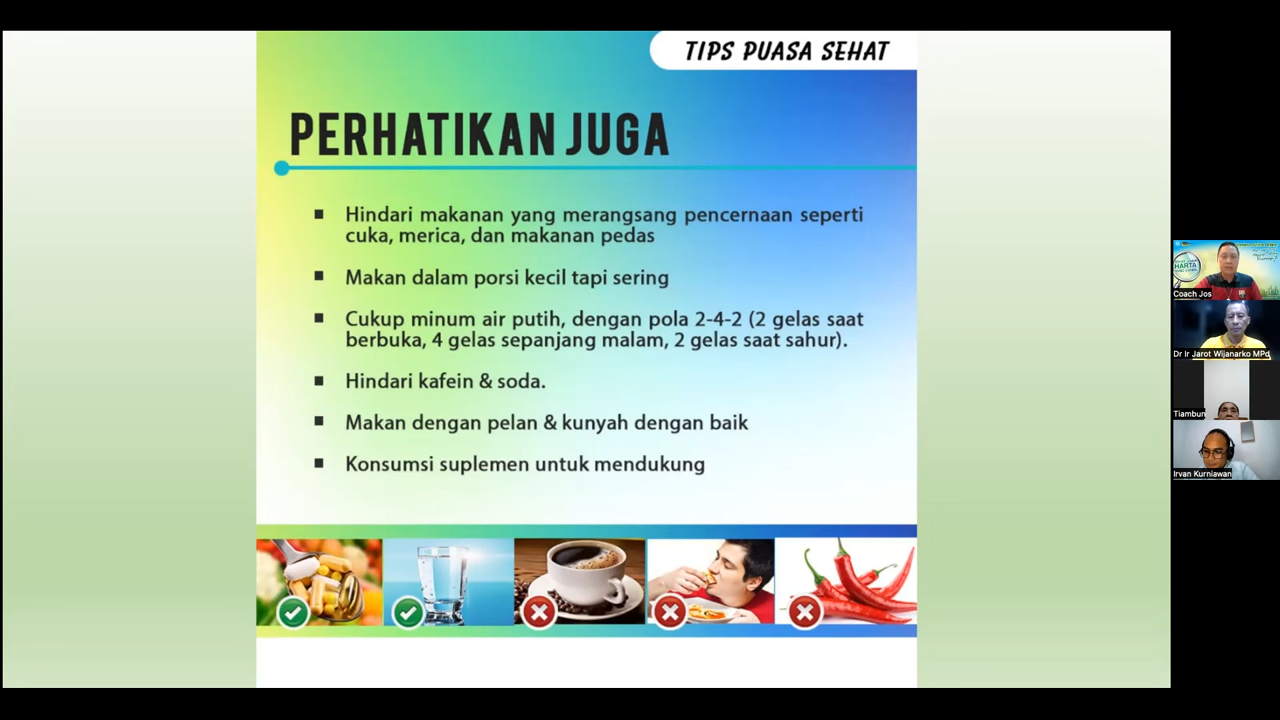 TIPS PUASA SEHAT
PERHATIKAN JUGA
▪ Hindari makanan yang merangsang pencernaan seperti
cuka, merica, dan makanan pedas
▪ Makan dalam porsi kecil tapi sering
▪ Cukup minum air putih, dengan pola 2-4-2 (2 gelas saat
berbuka, 4 gelas sepanjang malam, 2 gelas saat sahur).
▪ Hindari kafein & soda.
▪ Makan dengan pelan & kunyah dengan baik
▪ Konsumsi suplemen untuk mendukung
HARTA
Coach Jos
Dr Ir Jarot Wijanarko MPd
Tiambun
Irvan Kurniawan